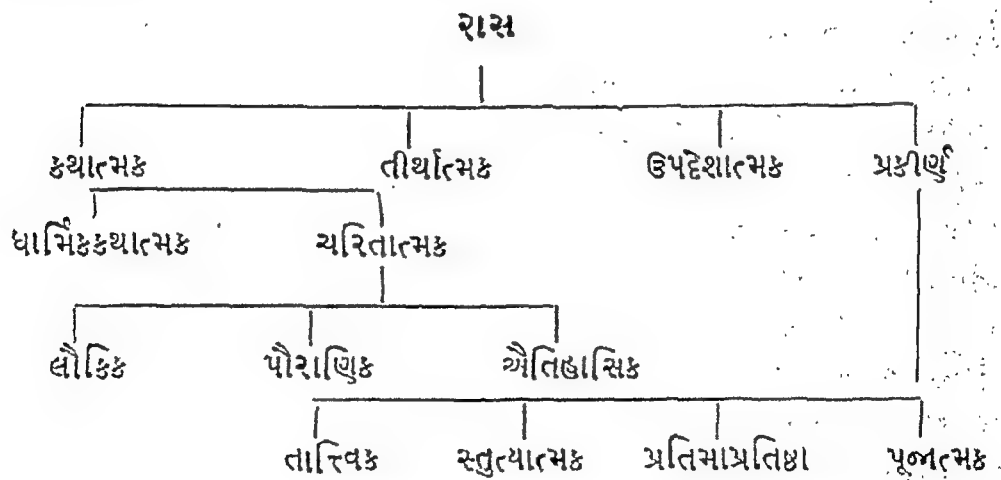 રાસ
કથાત્મક તીર્થાત્મક ઉપદેશાત્મક પ્રકીર્ણ
ધાર્મિકકથાત્મક ચરિતાત્મક
લૌકિક પૌરાણિક ઐતિહાસિક
તાત્ત્વિક સ્તુત્યાત્મક પ્રતિમાપ્રતિષ્ઠા પૂજાત્મક